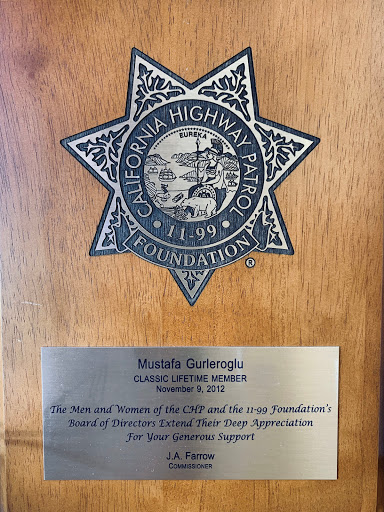 EUREKA
CALIFORNIA HIGHWAY PATROL
11-99
FOUNDATION
®
Mustafa Gurleroglu
CLASSIC LIFETIME MEMBER
November 9, 2012
The Men and Women of the CHP and the 11-99 Foundation's
Board of Directors Extend Their Deep Appreciation
For Your Generous Support
J.A. Farrow
COMMISSIONER